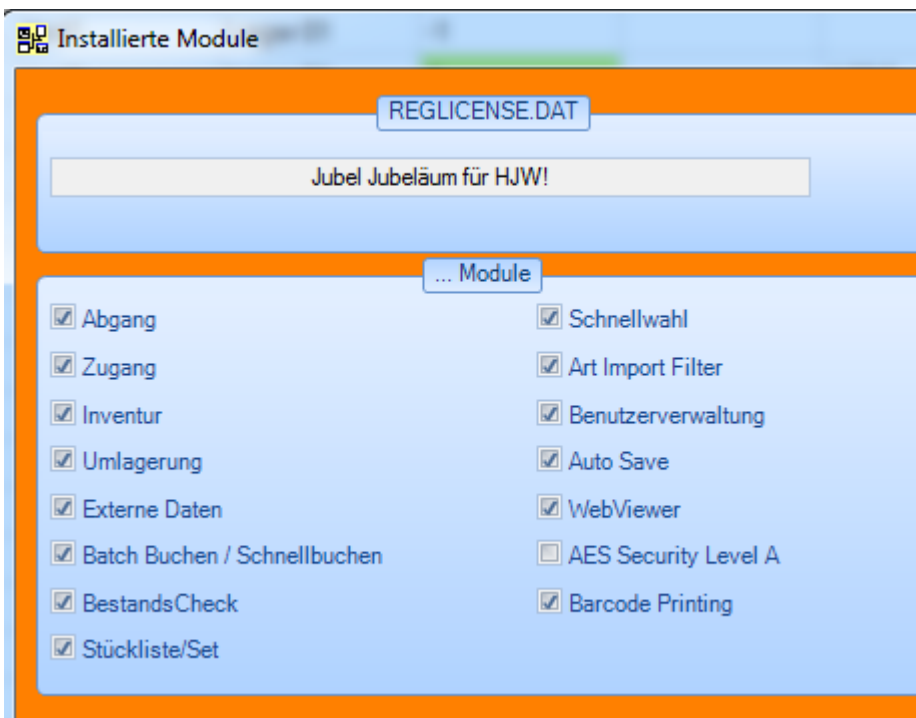 Installierte Module
REGLICENSE.DAT
Jubel Jubeläum für HJW!
... Module
Abgang
Zugang
Inventur
Umlagerung
Externe Daten
Batch Buchen / Schnellbuchen
BestandsCheck
Stückliste/Set
Schnellwahl
Art Import Filter
Benutzerverwaltung
Auto Save
WebViewer
AES Security Level A
Barcode Printing